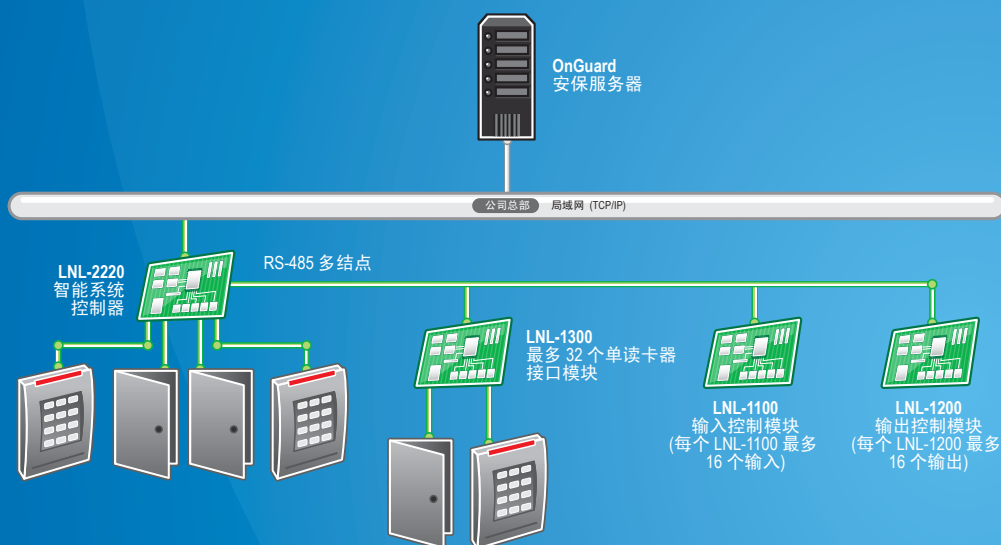 OnGuard
安保服务器
公司总部 局域网 (TCP/IP)
LNL-2220
智能系统
控制器
RS-485 多结点
LNL-1300
最多 32 个单读卡器
接口模块
LNL-1100
输入控制模块
(每个 LNL-1100 最多
16 个输入)
LNL-1200
输出控制模块
(每个 LNL-1200 最多
16 个输出)